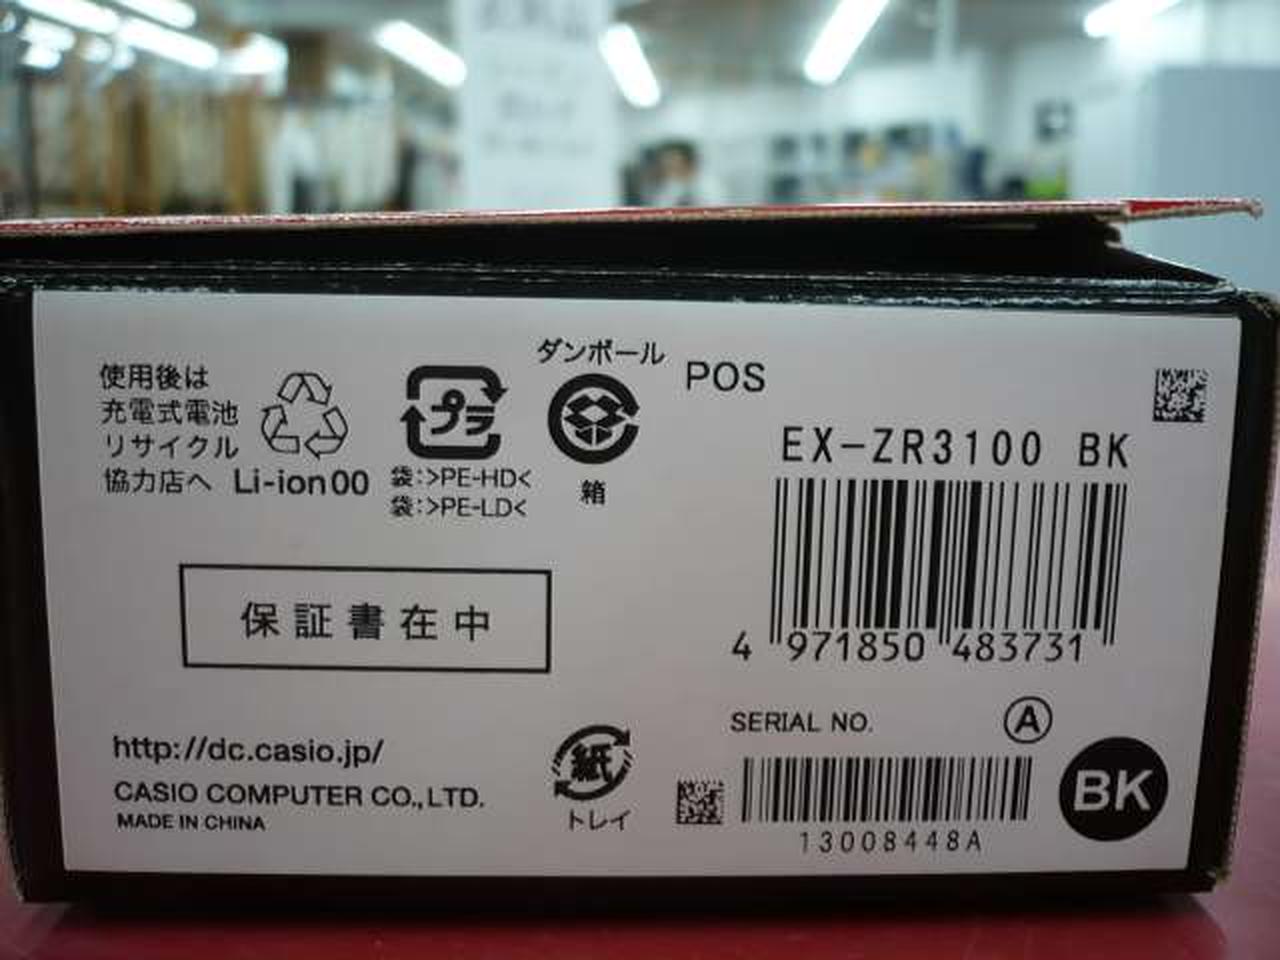 使用後は
充電式電池
リサイクル
協力店へ Li-ion00
プラ
袋:>PE-HD<
袋:>PE-LD<
ダンボール
箱
POS
EX-ZR3100 BK
4 971850 483731
保証書在中
SERIAL NO. A
13008448A
BK
http://dc.casio.jp/
CASIO COMPUTER CO.,LTD.
MADE IN CHINA
紙
トレイ